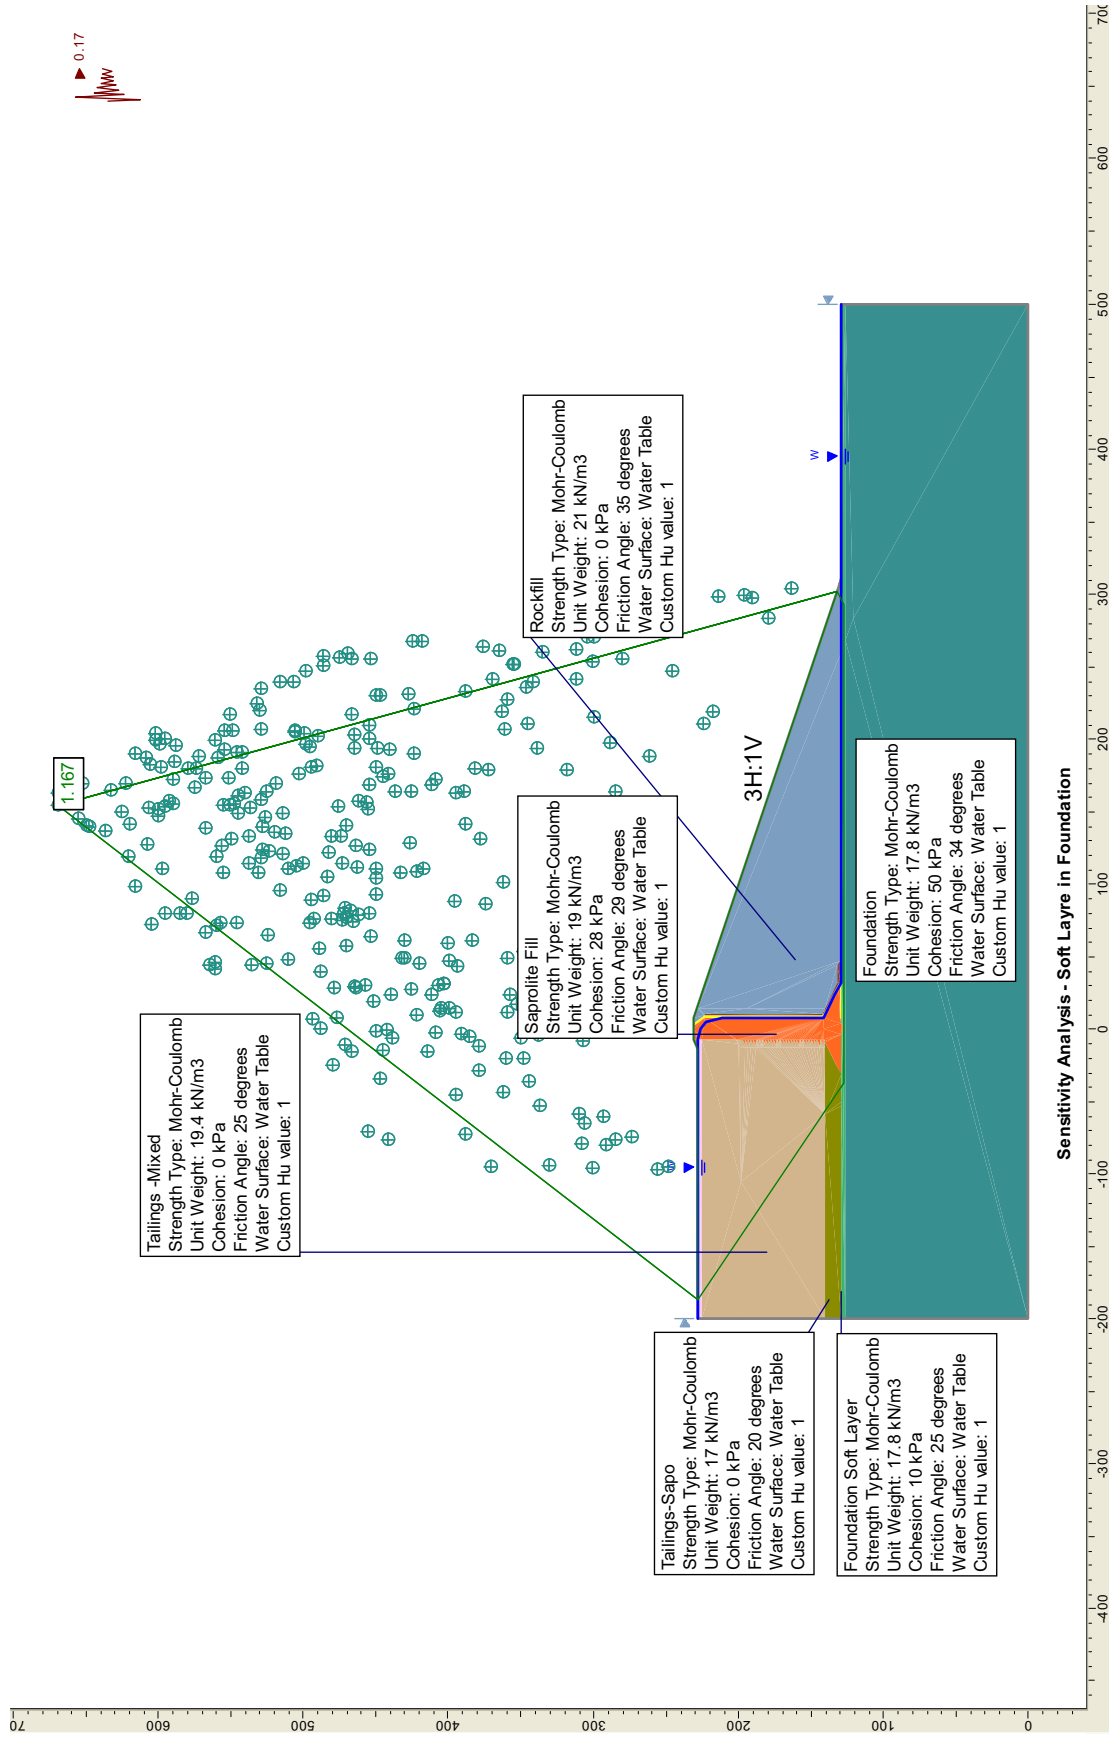 0.17
1.167
Tailings -Mixed
Strength Type: Mohr-Coulomb
Unit Weight: 19.4 kN/m3
Cohesion: 0 kPa
Friction Angle: 25 degrees
Water Surface: Water Table
Custom Hu value: 1
Rockfill
Strength Type: Mohr-Coulomb
Unit Weight: 21 kN/m3
Cohesion: 0 kPa
Friction Angle: 35 degrees
Water Surface: Water Table
Custom Hu value: 1
Saprolite Fill
Strength Type: Mohr-Coulomb
Unit Weight: 19 kN/m3
Cohesion: 28 kPa
Friction Angle: 29 degrees
Water Surface: Water Table
Custom Hu value: 1
3H:1V
W
Tailings-Sapo
Strength Type: Mohr-Coulomb
Unit Weight: 17 kN/m3
Cohesion: 0 kPa
Friction Angle: 20 degrees
Water Surface: Water Table
Custom Hu value: 1
Foundation Soft Layer
Strength Type: Mohr-Coulomb
Unit Weight: 17.8 kN/m3
Cohesion: 10 kPa
Friction Angle: 25 degrees
Water Surface: Water Table
Custom Hu value: 1
Foundation
Strength Type: Mohr-Coulomb
Unit Weight: 17.8 kN/m3
Cohesion: 50 kPa
Friction Angle: 34 degrees
Water Surface: Water Table
Custom Hu value: 1
Sensitivity Analysis - Soft Layre in Foundation
70
600
500
400
300
200
100
0
-400
-300
-200
-100
0
100
200
300
400
500
600
700